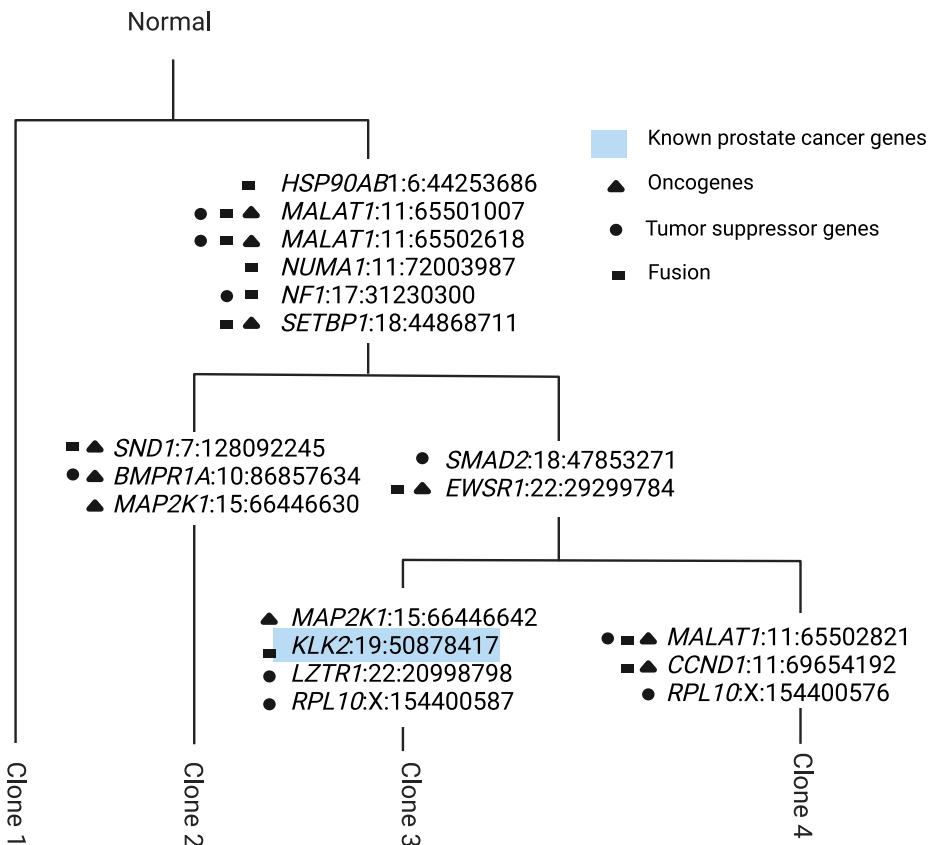 Normal
Known prostate cancer genes
Oncogenes
Tumor suppressor genes
Fusion
HSP90AB1:6:44253686
MALAT1:11:65501007
MALAT1:11:65502618
NUMA1:11:72003987
NF1:17:31230300
SETBP1:18:44868711
SND1:7:128092245
BMPR1A:10:86857634
MAP2K1:15:66446630
SMAD2:18:47853271
EWSR1:22:29299784
MAP2K1:15:66446642
KLK2:19:50878417
LZTR1:22:20998798
RPL10:X:154400587
MALAT1:11:65502821
CCND1:11:69654192
RPL10:X:154400576
Clone 1
Clone 2
Clone 3
Clone 4